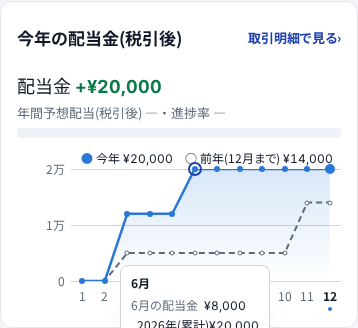 今年の配当金(税引後)
取引明細で見る›
配当金 +¥20,000
年間予想配当(税引後) — ・進捗率 —
今年 ¥20,000 前年(12月まで) ¥14,000
2万
1万
0
1 2 10 11 12
6月
6月の配当金 ¥8,000
2026年(累計)¥20,000